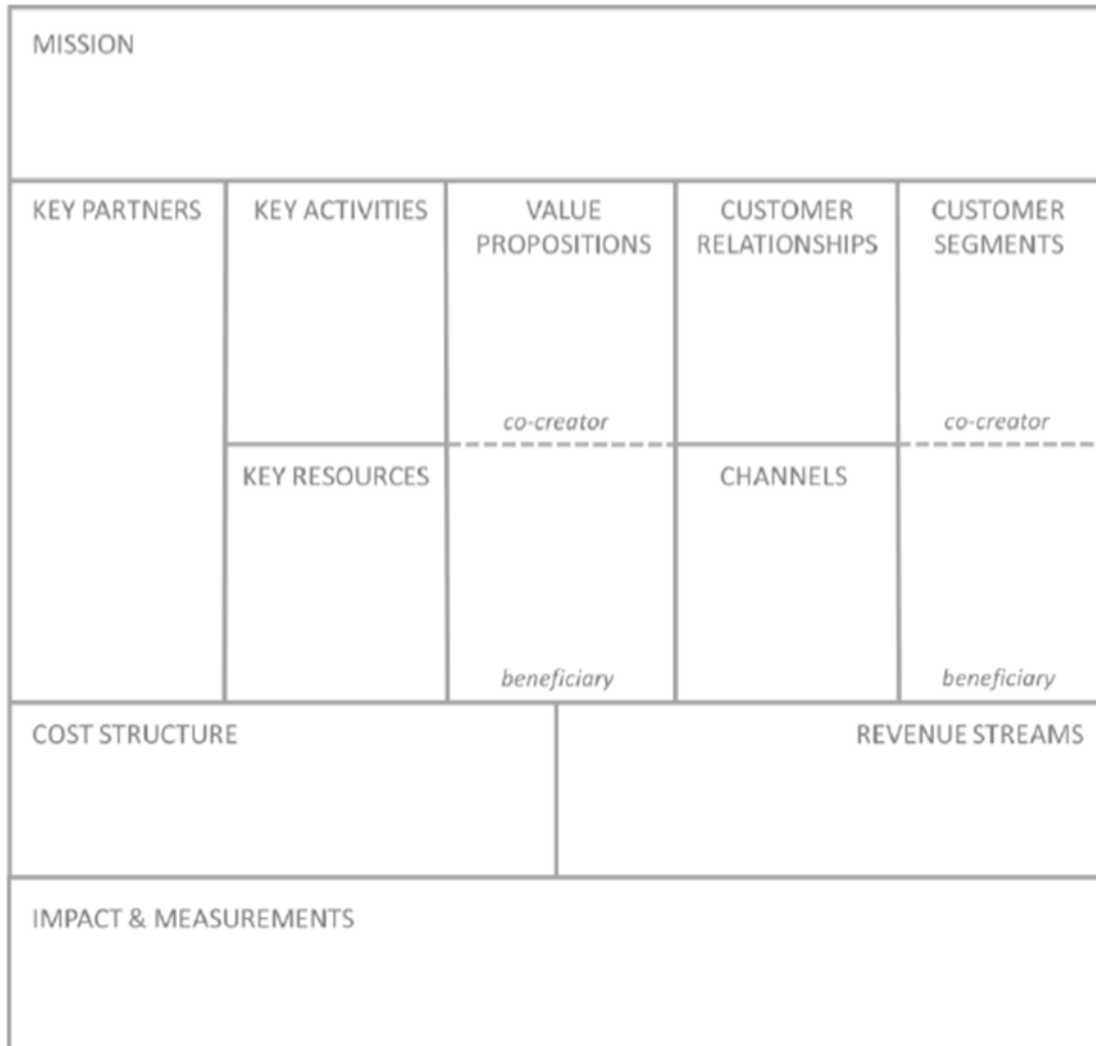 MISSION
KEY PARTNERS
KEY ACTIVITIES
VALUE
PROPOSITIONS
CUSTOMER
RELATIONSHIPS
CUSTOMER
SEGMENTS
co-creator
co-creator
KEY RESOURCES
CHANNELS
beneficiary
beneficiary
COST STRUCTURE
REVENUE STREAMS
IMPACT & MEASUREMENTS